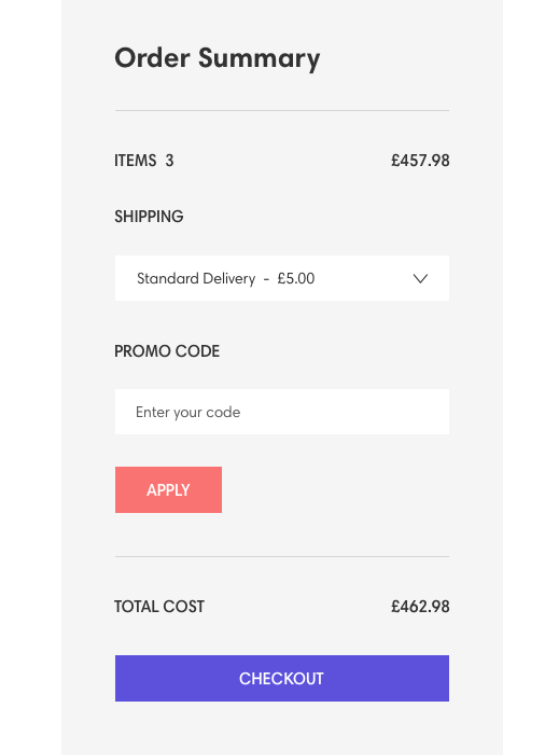 Order Summary
ITEMS 3 £457.98
SHIPPING
Standard Delivery - £5.00
PROMO CODE
Enter your code
APPLY
TOTAL COST £462.98
CHECKOUT